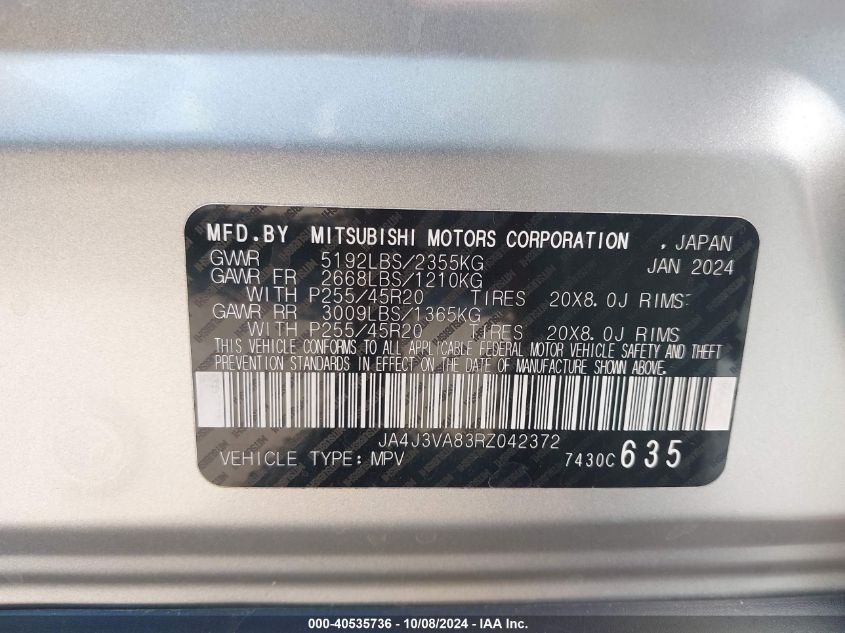 MFD.BY MITSUBISHI MOTORS CORPORATION , JAPAN
GVWR 5192LBS/2355KG JAN 2024
GAWR FR 2668LBS/1210KG
WITH P255/45R20 TIRES 20X8.0J RIMS
GAWR RR 3009LBS/1365KG
WITH P255/45R20 TIRES 20X8.0J RIMS
THIS VEHICLE CONFORMS TO ALL APPLICABLE FEDERAL MOTOR VEHICLE SAFETY AND THEFT
PREVENTION STANDARDS IN EFFECT ON THE DATE OF MANUFACTURE SHOWN ABOVE.
JA4J3VA83RZ042372
VEHICLE TYPE: MPV 7430C 635
000-40535736 - 10/08/2024 - IAA Inc.